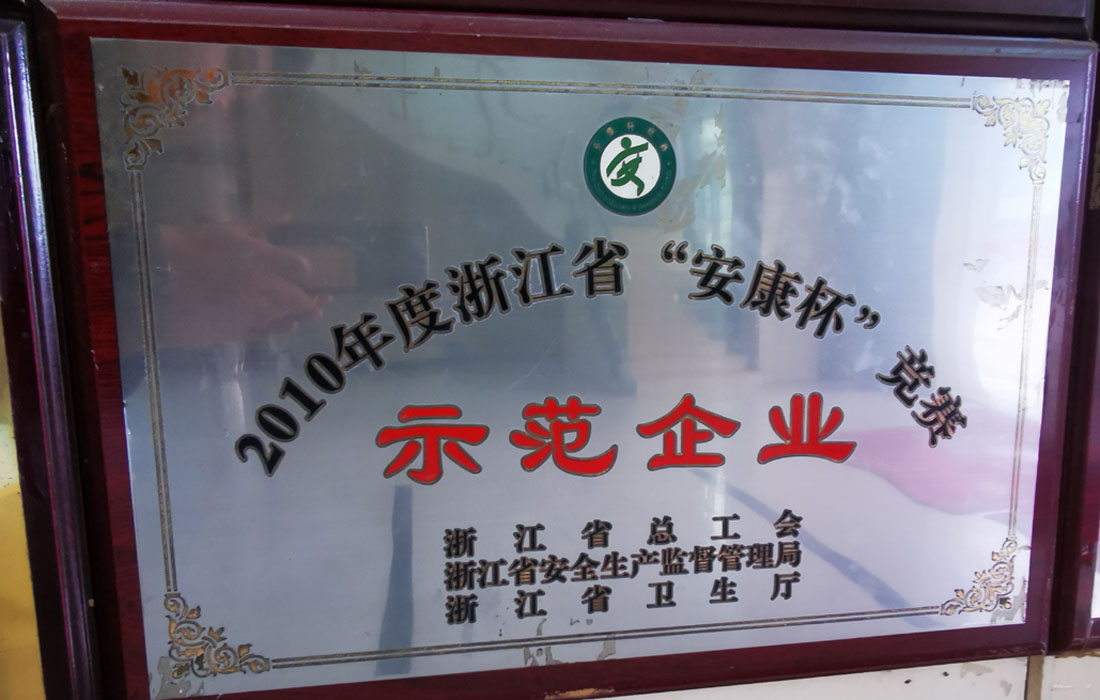 安
2010年度浙江省“安康杯”竞赛
示范企业
浙江省总工会
浙江省安全生产监督管理局
浙江省卫生厅